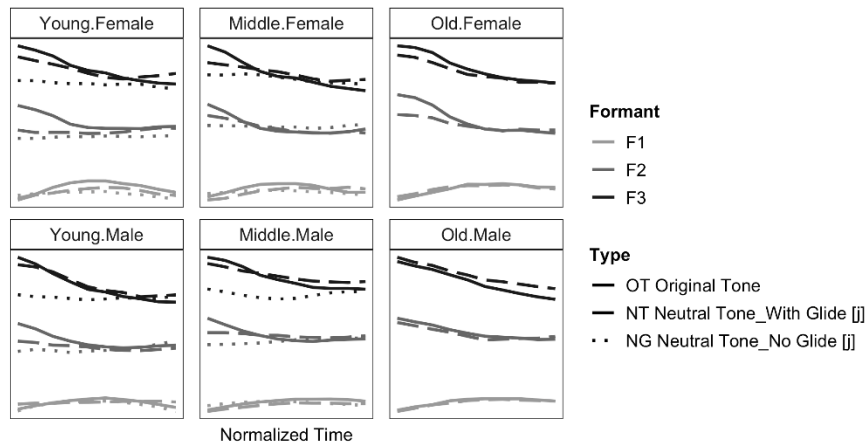 Young.Female
Middle.Female
Old.Female
Young.Male
Middle.Male
Old.Male
Normalized Time
Formant
F1
F2
F3
Type
OT Original Tone
NT Neutral Tone_With Glide [j]
NG Neutral Tone_No Glide [j]